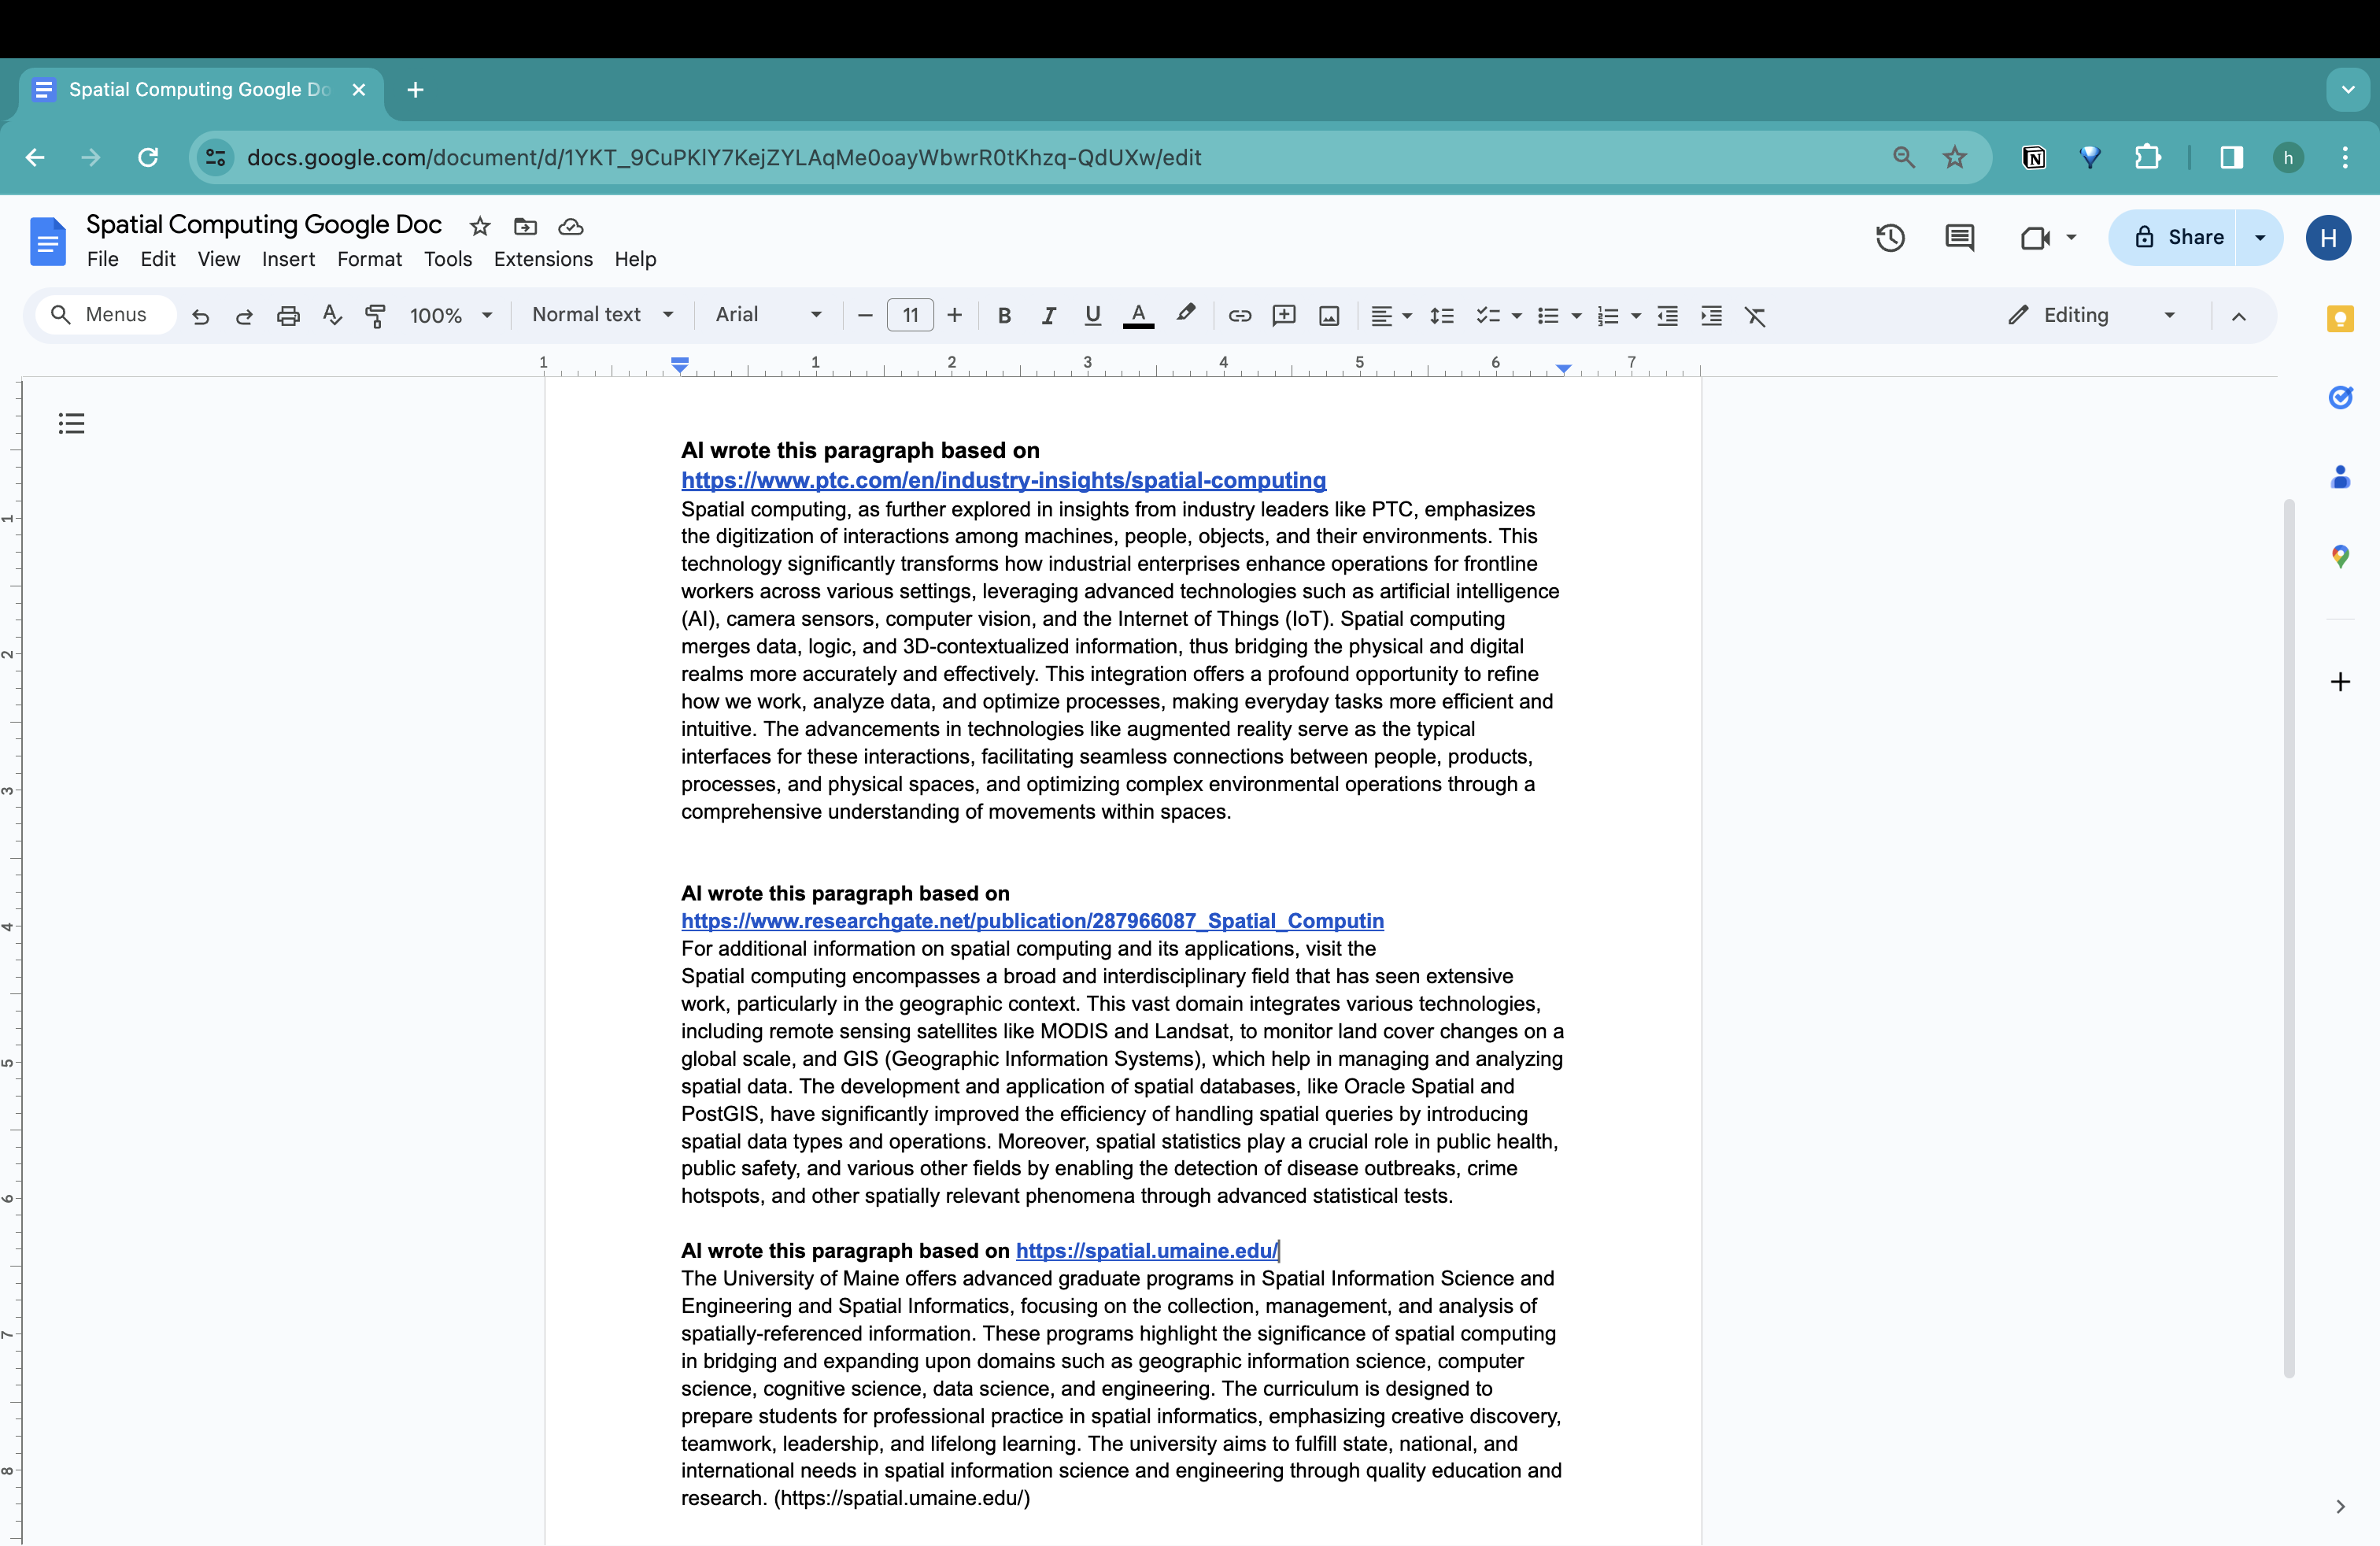 Spatial Computing Google Do
docs.google.com/document/d/1YKT_9CuPKlY7KejZYLAqMe0oayWbwrR0tKhzq-QdUXw/edit
h
Spatial Computing Google Doc
File Edit View Insert Format Tools Extensions Help
Share
H
Menus 100% Normal text Arial 11 B I U A Editing
1 1 2 3 4 5 6 7
AI wrote this paragraph based on
https://www.ptc.com/en/industry-insights/spatial-computing
Spatial computing, as further explored in insights from industry leaders like PTC, emphasizes
the digitization of interactions among machines, people, objects, and their environments. This
technology significantly transforms how industrial enterprises enhance operations for frontline
workers across various settings, leveraging advanced technologies such as artificial intelligence
(AI), camera sensors, computer vision, and the Internet of Things (IoT). Spatial computing
merges data, logic, and 3D-contextualized information, thus bridging the physical and digital
realms more accurately and effectively. This integration offers a profound opportunity to refine
how we work, analyze data, and optimize processes, making everyday tasks more efficient and
intuitive. The advancements in technologies like augmented reality serve as the typical
interfaces for these interactions, facilitating seamless connections between people, products,
processes, and physical spaces, and optimizing complex environmental operations through a
comprehensive understanding of movements within spaces.
AI wrote this paragraph based on
https://www.researchgate.net/publication/287966087_Spatial_Computin
For additional information on spatial computing and its applications, visit the
Spatial computing encompasses a broad and interdisciplinary field that has seen extensive
work, particularly in the geographic context. This vast domain integrates various technologies,
including remote sensing satellites like MODIS and Landsat, to monitor land cover changes on a
global scale, and GIS (Geographic Information Systems), which help in managing and analyzing
spatial data. The development and application of spatial databases, like Oracle Spatial and
PostGIS, have significantly improved the efficiency of handling spatial queries by introducing
spatial data types and operations. Moreover, spatial statistics play a crucial role in public health,
public safety, and various other fields by enabling the detection of disease outbreaks, crime
hotspots, and other spatially relevant phenomena through advanced statistical tests.
AI wrote this paragraph based on https://spatial.umaine.edu/
The University of Maine offers advanced graduate programs in Spatial Information Science and
Engineering and Spatial Informatics, focusing on the collection, management, and analysis of
spatially-referenced information. These programs highlight the significance of spatial computing
in bridging and expanding upon domains such as geographic information science, computer
science, cognitive science, data science, and engineering. The curriculum is designed to
prepare students for professional practice in spatial informatics, emphasizing creative discovery,
teamwork, leadership, and lifelong learning. The university aims to fulfill state, national, and
international needs in spatial information science and engineering through quality education and
research. (https://spatial.umaine.edu/)
1
2
3
4
5
6
7
8